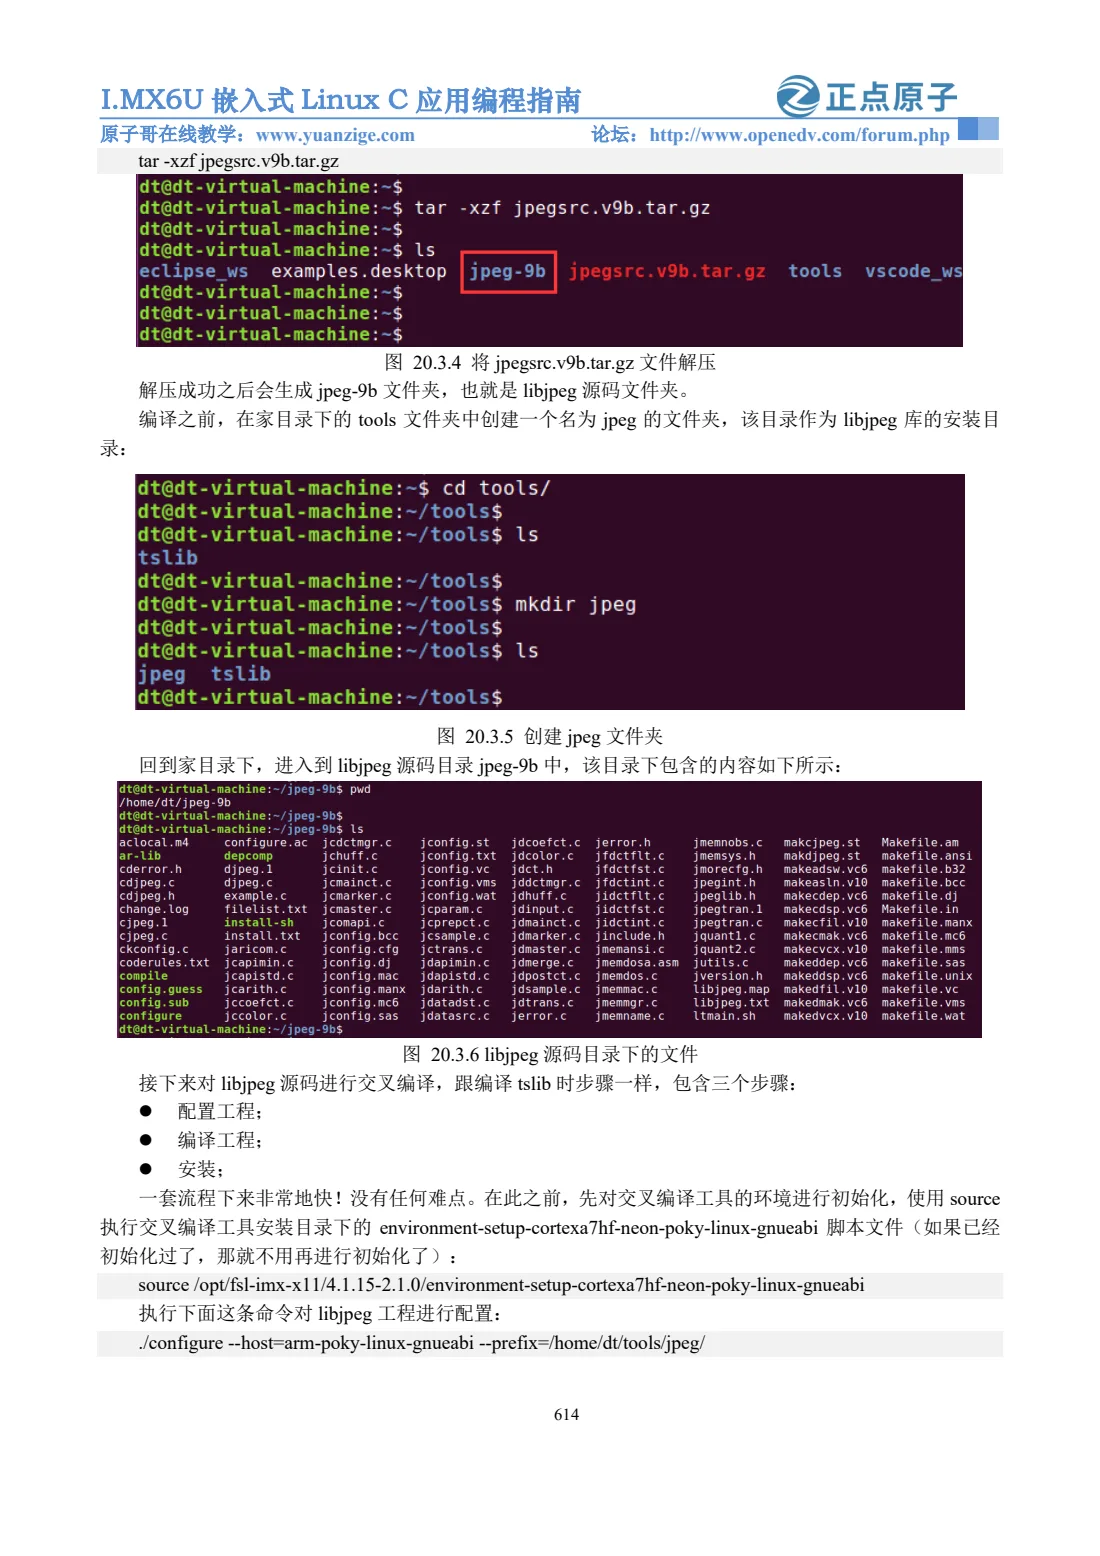 I.MX6U 嵌入式 Linux C 应用编程指南
正点原子
原子哥在线教学：www.yuanzige.com 论坛：http://www.openedv.com/forum.php
tar -xzf jpegsrc.v9b.tar.gz
dt@dt-virtual-machine:~$
dt@dt-virtual-machine:~$ tar -xzf jpegsrc.v9b.tar.gz
dt@dt-virtual-machine:~$
dt@dt-virtual-machine:~$ ls
eclipse_ws examples.desktop jpeg-9b jpegsrc.v9b.tar.gz tools vscode_ws
dt@dt-virtual-machine:~$
dt@dt-virtual-machine:~$
dt@dt-virtual-machine:~$
图 20.3.4 将 jpegsrc.v9b.tar.gz 文件解压
解压成功之后会生成 jpeg-9b 文件夹，也就是 libjpeg 源码文件夹。
编译之前，在家目录下的 tools 文件夹中创建一个名为 jpeg 的文件夹，该目录作为 libjpeg 库的安装目
录：
dt@dt-virtual-machine:~$ cd tools/
dt@dt-virtual-machine:~/tools$
dt@dt-virtual-machine:~/tools$ ls
tslib
dt@dt-virtual-machine:~/tools$
dt@dt-virtual-machine:~/tools$ mkdir jpeg
dt@dt-virtual-machine:~/tools$
dt@dt-virtual-machine:~/tools$ ls
jpeg tslib
dt@dt-virtual-machine:~/tools$
图 20.3.5 创建 jpeg 文件夹
回到家目录下，进入到 libjpeg 源码目录 jpeg-9b 中，该目录下包含的内容如下所示：
dt@dt-virtual-machine:~/jpeg-9b$ pwd
/home/dt/jpeg-9b
dt@dt-virtual-machine:~/jpeg-9b$
dt@dt-virtual-machine:~/jpeg-9b$ ls
aclocal.m4 configure.ac jcdctmgr.c jconfig.st jdcoefct.c jerror.h jmemnobs.c makcjpeg.st Makefile.am
ar-lib depcomp jchuff.c jconfig.txt jdcolor.c jfdctflt.c jmemsys.h makdjpeg.st makefile.ansi
cderror.h djpeg.1 jcinit.c jconfig.vc jdct.h jfdctfst.c jmorecfg.h makeadsw.vc6 makefile.b32
cdjpeg.c djpeg.c jcmainct.c jconfig.vms jddctmgr.c jfdctint.c jpegint.h makeasln.v10 makefile.bcc
cdjpeg.h example.c jcmarker.c jconfig.wat jdhuff.c jidctflt.c jpeglib.h makecdep.vc6 makefile.dj
change.log filelist.txt jcmaster.c jcparam.c jdinput.c jidctfst.c jpegtran.1 makecdsp.vc6 Makefile.in
cjpeg.1 install-sh jcomapi.c jcprepct.c jdmainct.c jidctint.c jpegtran.c makecfil.v10 makefile.manx
cjpeg.c install.txt jconfig.bcc jcsample.c jdmarker.c jinclude.h jquant1.c makecmak.vc6 makefile.mc6
ckconfig.c jaricom.c jconfig.cfg jctrans.c jdmaster.c jmemansi.c jquant2.c makecvcx.v10 makefile.mms
coderules.txt jcapimin.c jconfig.dj jdapimin.c jdmerge.c jmemdosa.asm jutils.c makeddep.vc6 makefile.sas
compile jcapistd.c jconfig.mac jdapistd.c jdpostct.c jmemdos.c jversion.h makeddsp.vc6 makefile.unix
config.guess jcarith.c jconfig.manx jdarith.c jdsample.c jmemmac.c libjpeg.map makedfil.v10 makefile.vc
config.sub jccoefct.c jconfig.mc6 jdatadst.c jdtrans.c jmemmgr.c libjpeg.txt makedmak.vc6 makefile.vms
configure jccolor.c jconfig.sas jdatasrc.c jerror.c jmemname.c ltmain.sh makedvcx.v10 makefile.wat
dt@dt-virtual-machine:~/jpeg-9b$
图 20.3.6 libjpeg 源码目录下的文件
接下来对 libjpeg 源码进行交叉编译，跟编译 tslib 时步骤一样，包含三个步骤：
● 配置工程；
● 编译工程；
● 安装；
一套流程下来非常地快！没有任何难点。在此之前，先对交叉编译工具的环境进行初始化，使用 source
执行交叉编译工具安装目录下的 environment-setup-cortexa7hf-neon-poky-linux-gnueabi 脚本文件（如果已经
初始化过了，那就不用再进行初始化了）：
source /opt/fsl-imx-x11/4.1.15-2.1.0/environment-setup-cortexa7hf-neon-poky-linux-gnueabi
执行下面这条命令对 libjpeg 工程进行配置：
./configure --host=arm-poky-linux-gnueabi --prefix=/home/dt/tools/jpeg/
614